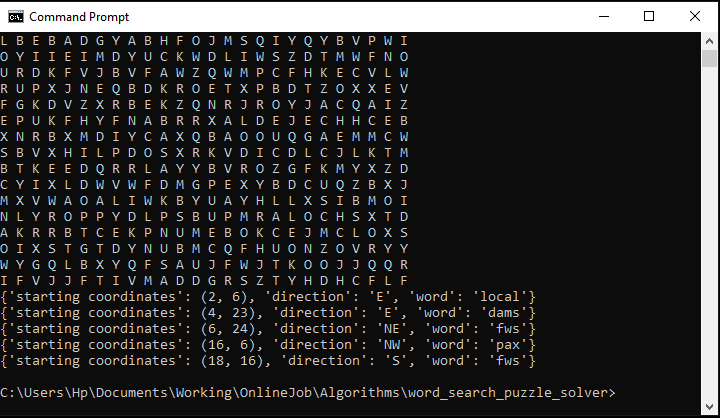 Command Prompt
L B E B A D G Y A B H F O J M S Q I Y Q Y B V P W I
O Y I I E I M D Y U C K W D L I W S Z D T M W F N O
U R D K F V J B V F A W Z Q W M P C F H K E C V L W
R U P X J N E Q B D K R O E T X P B D T Z O X X E V
F G K D V Z X R B E K Z Q N R J R O Y J A C Q A I Z
E P U K F H Y F N A B R R X A L D E J E C H H C E B
X N R B X M D I Y C A X Q B A O O U Q G A E M M C W
S B V X H I L P D O S X R K V D I C D L C J L K T M
B T K E E D Q R R L A Y Y B V R O Z G F K M Y X Z D
C Y I X L D W V W F D M G P E X Y B D C U Q Z B X J
M X V W A O A L I W K B Y U A Y H L L X S I B M O I
N L Y R O P P Y D L P S B U P M R A L O C H S X T D
A K R R B T C E K P N U M E B O K C E J M C L O X S
O I X S T G T D Y N U B M C Q F H U O N Z O V R Y Y
W Y G Q L B X Y Q F S A U J F W J T K O O J J Q Q R
I F V J J F T I V M A D D G R S Z T Y H D H C F L F
{'starting coordinates': (2, 6), 'direction': 'E', 'word': 'local'}
{'starting coordinates': (4, 23), 'direction': 'E', 'word': 'dams'}
{'starting coordinates': (6, 24), 'direction': 'NE', 'word': 'fws'}
{'starting coordinates': (16, 6), 'direction': 'NW', 'word': 'pax'}
{'starting coordinates': (18, 16), 'direction': 'S', 'word': 'fws'}
C:\Users\Hp\Documents\Working\OnlineJob\Algorithms\word_search_puzzle_solver>